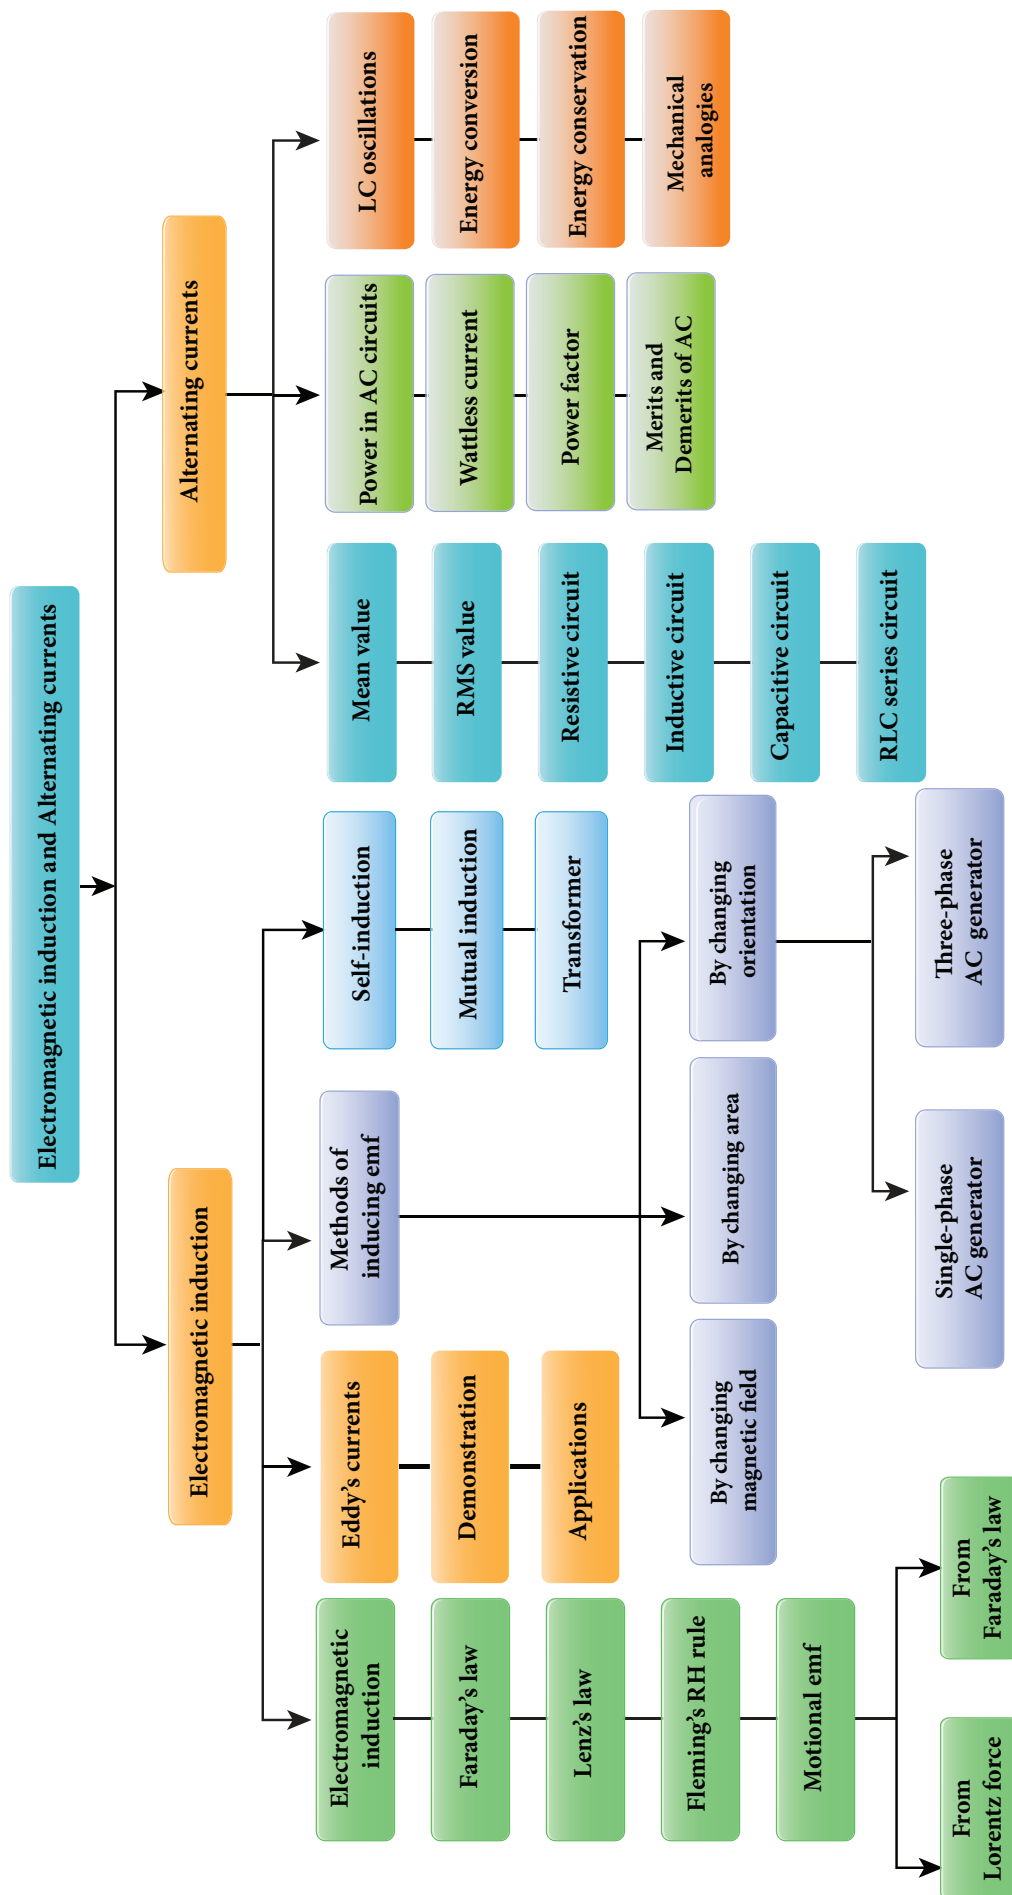 Electromagnetic induction and Alternating currents
Electromagnetic induction
Alternating currents
Electromagnetic
induction
Faraday’s law
Lenz’s law
Fleming’s RH rule
Motional emf
From
Lorentz force
From
Faraday’s law
Eddy’s currents
Demonstration
Applications
Methods of
inducing emf
By changing
magnetic field
By changing area
By changing
orientation
Single-phase
AC generator
Three-phase
AC generator
Self-induction
Mutual induction
Transformer
Mean value
RMS value
Resistive circuit
Inductive circuit
Capacitive circuit
RLC series circuit
Power in AC circuits
Wattless current
Power factor
Merits and
Demerits of AC
LC oscillations
Energy conversion
Energy conservation
Mechanical
analogies